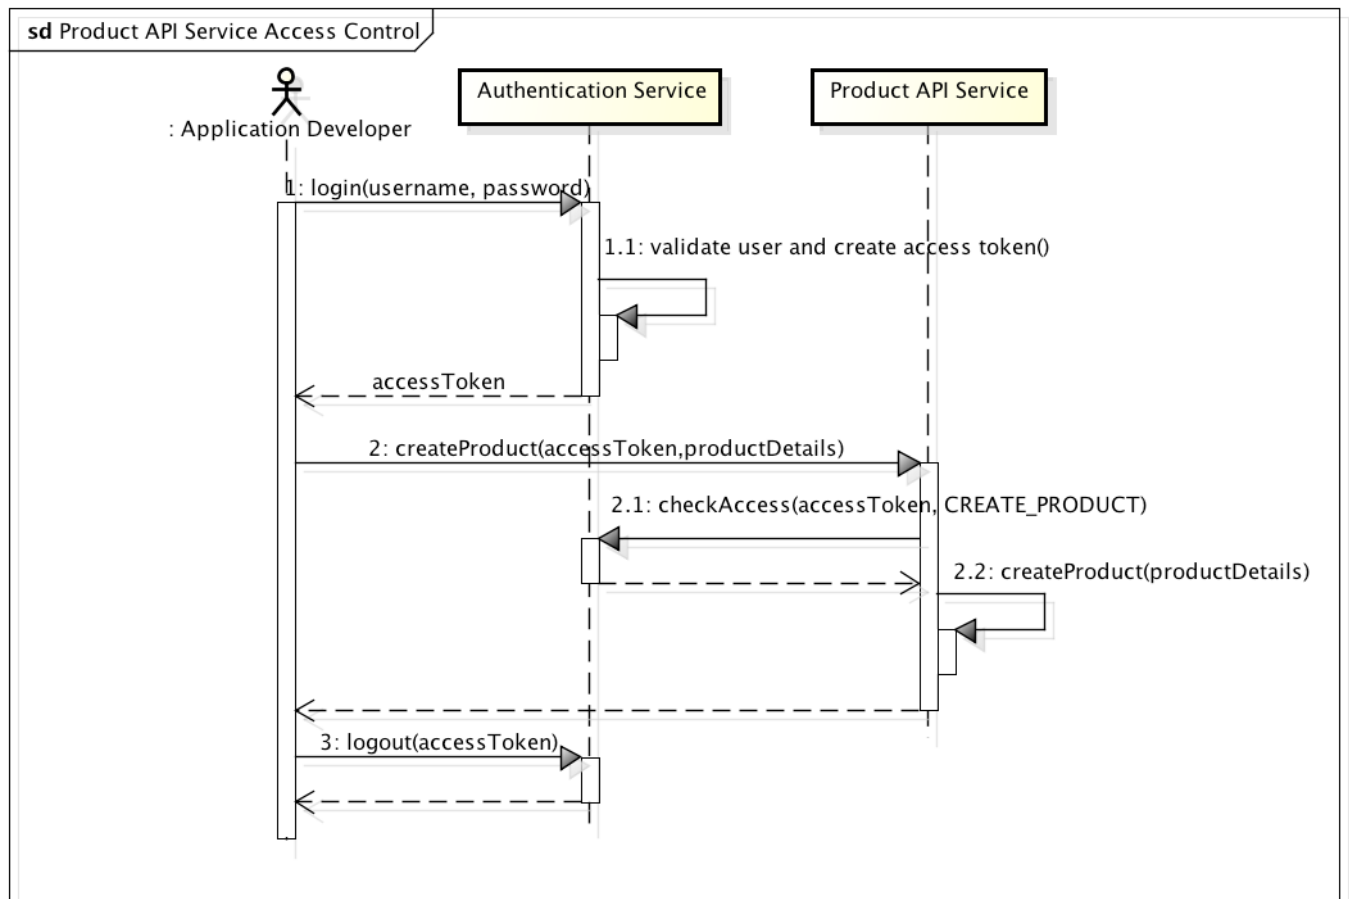 sd Product API Service Access Control
: Application Developer
Authentication Service
Product API Service
1: login(username, password)
1.1: validate user and create access token()
accessToken
2: createProduct(accessToken,productDetails)
2.1: checkAccess(accessToken, CREATE_PRODUCT)
2.2: createProduct(productDetails)
3: logout(accessToken)